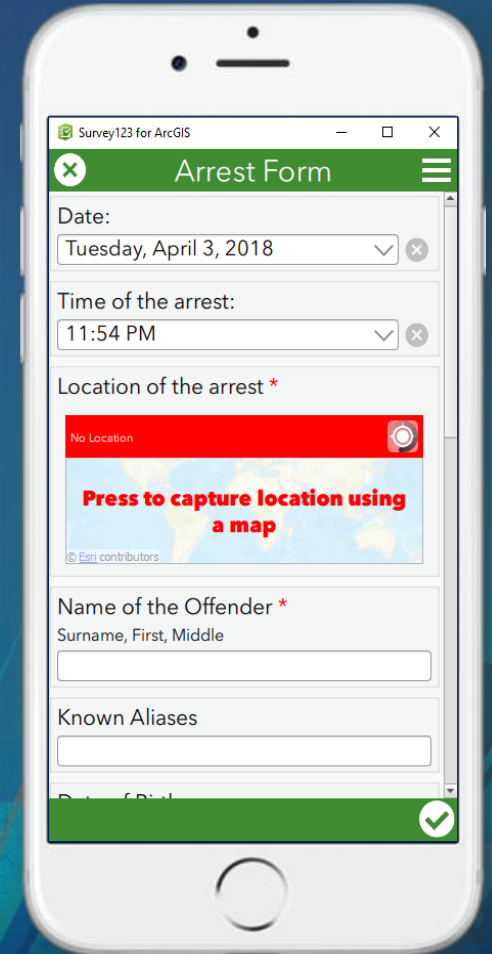 Survey123 for ArcGIS
Arrest Form
Date:
Tuesday, April 3, 2018
Time of the arrest:
11:54 PM
Location of the arrest *
No Location
Press to capture location using
a map
© Esri contributors
Name of the Offender *
Surname, First, Middle
Known Aliases